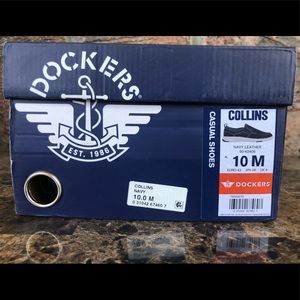 DOCKERS
EST. 1986
COLLINS
NAVY
10.0 M
CASUAL SHOES
COLLINS
NAVY LEATHER
10 M
DOCKERS